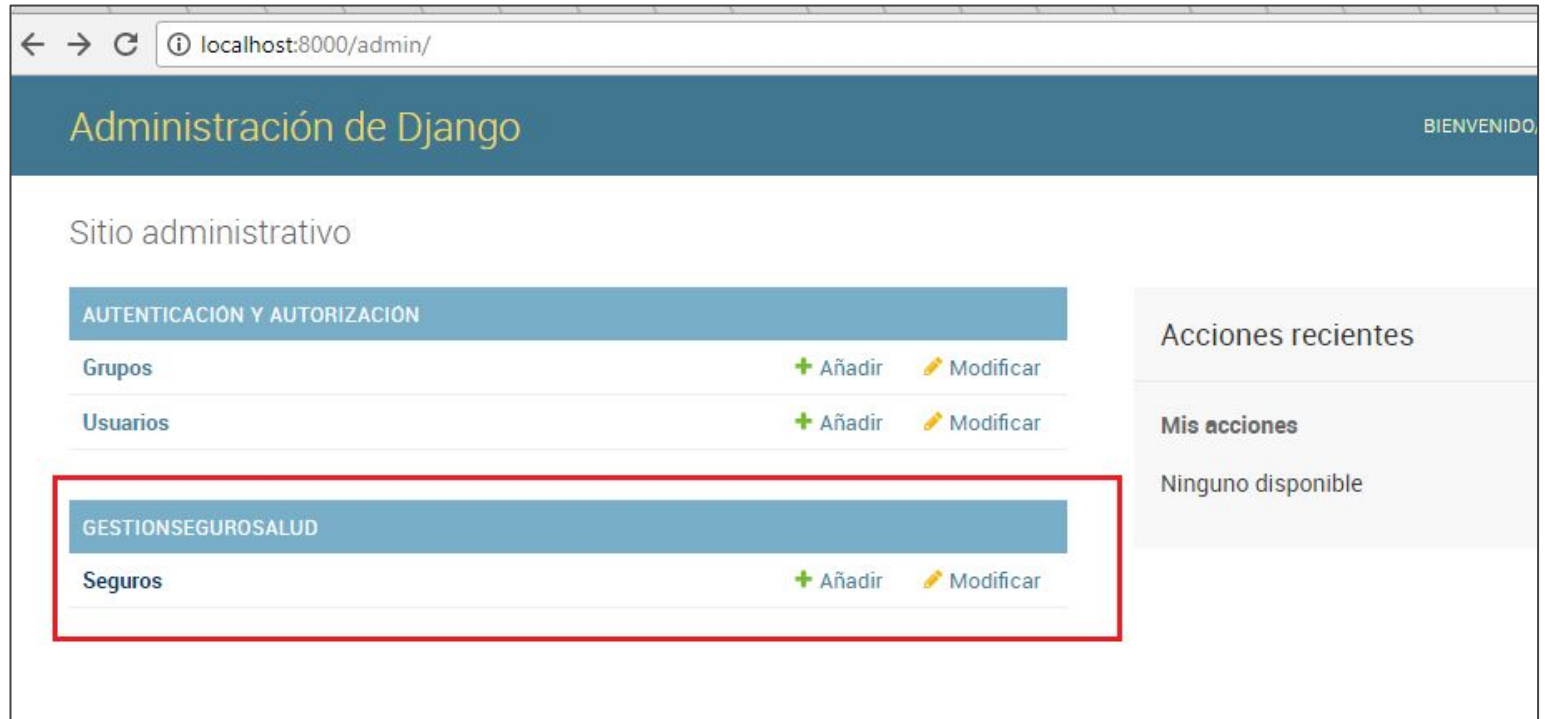 localhost:8000/admin/
Administración de Django
BIENVENIDO,
Sitio administrativo
AUTENTICACIÓN Y AUTORIZACIÓN
Grupos Añadir Modificar
Usuarios Añadir Modificar
GESTIONSEGUROSALUD
Seguros Añadir Modificar
Acciones recientes
Mis acciones
Ninguno disponible